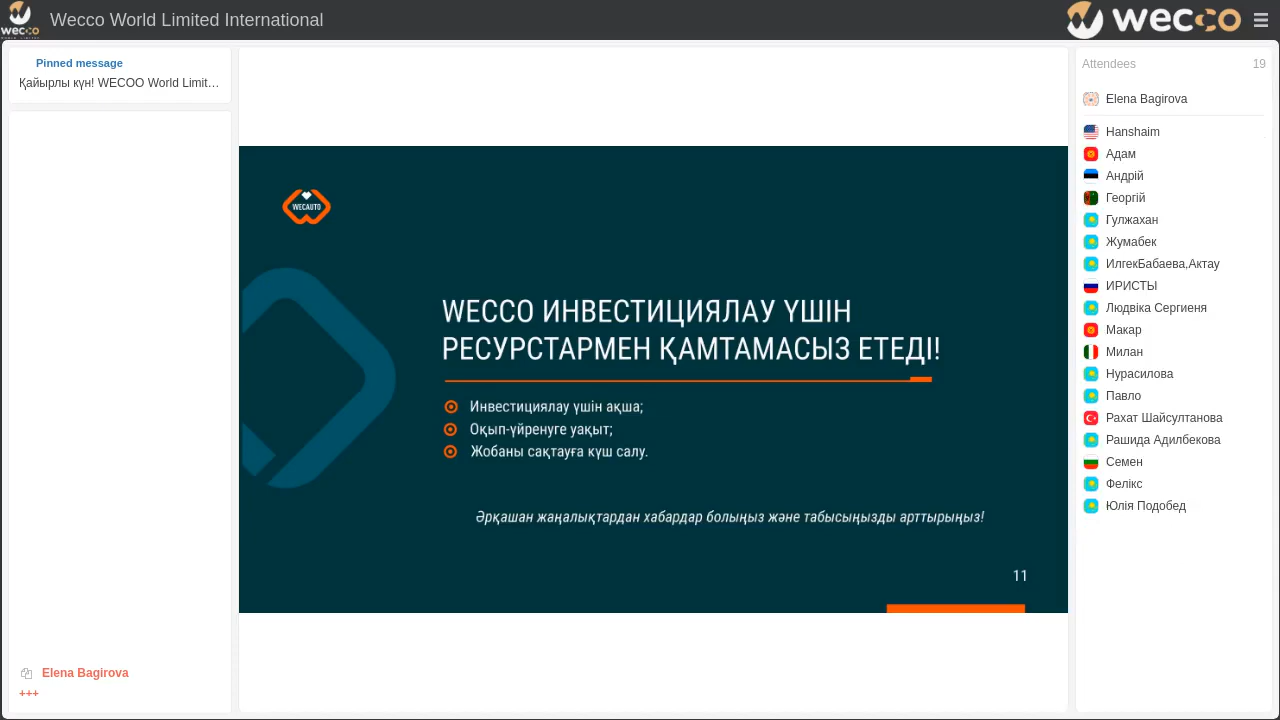 wecco
WORLD LIMITED
Wecco World Limited International
wecco
Pinned message
Қайырлы күн! WECOO World Limit…
Elena Bagirova
+++
WECAUTO
WECCO ИНВЕСТИЦИЯЛАУ ҮШІН
РЕСУРСТАРМЕН ҚАМТАМАСЫЗ ЕТЕДІ!
Инвестициялау үшін ақша;
Оқып-үйренуге уақыт;
Жобаны сақтауға күш салу.
Әрқашан жаңалықтардан хабардар болыңыз және табысыңызды арттырыңыз!
11
Attendees 19
Elena Bagirova
Hanshaim
Адам
Андрій
Георгій
Гулжахан
Жумабек
ИлгекБабаева,Актау
ИРИСТЫ
Людвіка Сергиеня
Макар
Милан
Нурасилова
Павло
Рахат Шайсултанова
Рашида Адилбекова
Семен
Фелікс
Юлія Подобед